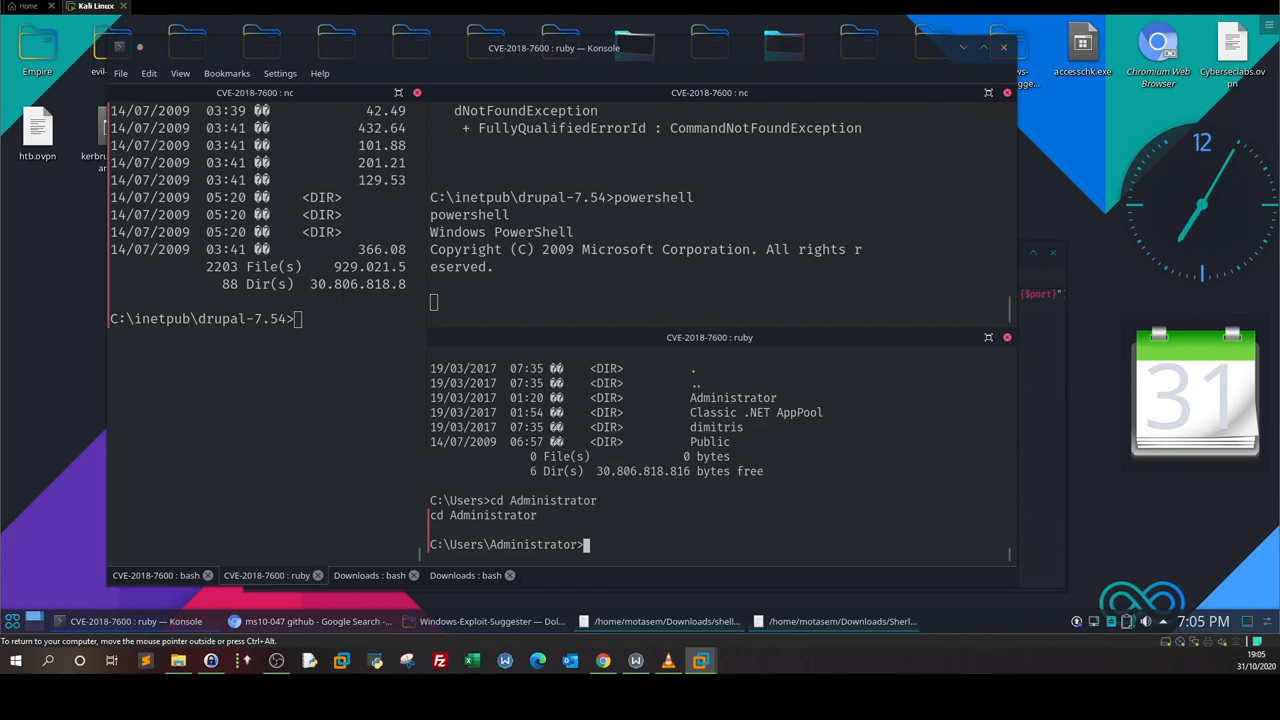 Home
Kali Linux
CVE-2018-7600 : ruby — Konsole
File Edit View Bookmarks Settings Help
Empire
evil-
accesschk.exe
Chromium Web Browser
Cyberseclabs.ovpn
htb.ovpn
kerbru
CVE-2018-7600 : nc
14/07/2009 03:39 �� 42.49
14/07/2009 03:41 �� 432.64
14/07/2009 03:41 �� 101.88
14/07/2009 03:41 �� 201.21
14/07/2009 03:41 �� 129.53
14/07/2009 05:20 �� <DIR>
14/07/2009 05:20 �� <DIR>
14/07/2009 05:20 �� <DIR>
14/07/2009 03:41 �� 366.08
2203 File(s) 929.021.5
88 Dir(s) 30.806.818.8
C:\inetpub\drupal-7.54>
CVE-2018-7600 : nc
dNotFoundException
+ FullyQualifiedErrorId : CommandNotFoundException
C:\inetpub\drupal-7.54>powershell
powershell
Windows PowerShell
Copyright (C) 2009 Microsoft Corporation. All rights r
eserved.
CVE-2018-7600 : ruby
19/03/2017 07:35 �� <DIR> .
19/03/2017 07:35 �� <DIR> ..
19/03/2017 01:20 �� <DIR> Administrator
19/03/2017 01:54 �� <DIR> Classic .NET AppPool
19/03/2017 07:35 �� <DIR> dimitris
14/07/2009 06:57 �� <DIR> Public
0 File(s) 0 bytes
6 Dir(s) 30.806.818.816 bytes free
C:\Users>cd Administrator
cd Administrator
C:\Users\Administrator>
{$port}"
12
31
CVE-2018-7600 : bash
CVE-2018-7600 : ruby
Downloads : bash
Downloads : bash
CVE-2018-7600 : ruby — Konsole
ms10-047 github - Google Search -...
Windows-Exploit-Suggester — Dol...
/home/motasem/Downloads/shell...
/home/motasem/Downloads/Sherl...
7:05 PM
To return to your computer, move the mouse pointer outside or press Ctrl+Alt.
19:05
31/10/2020